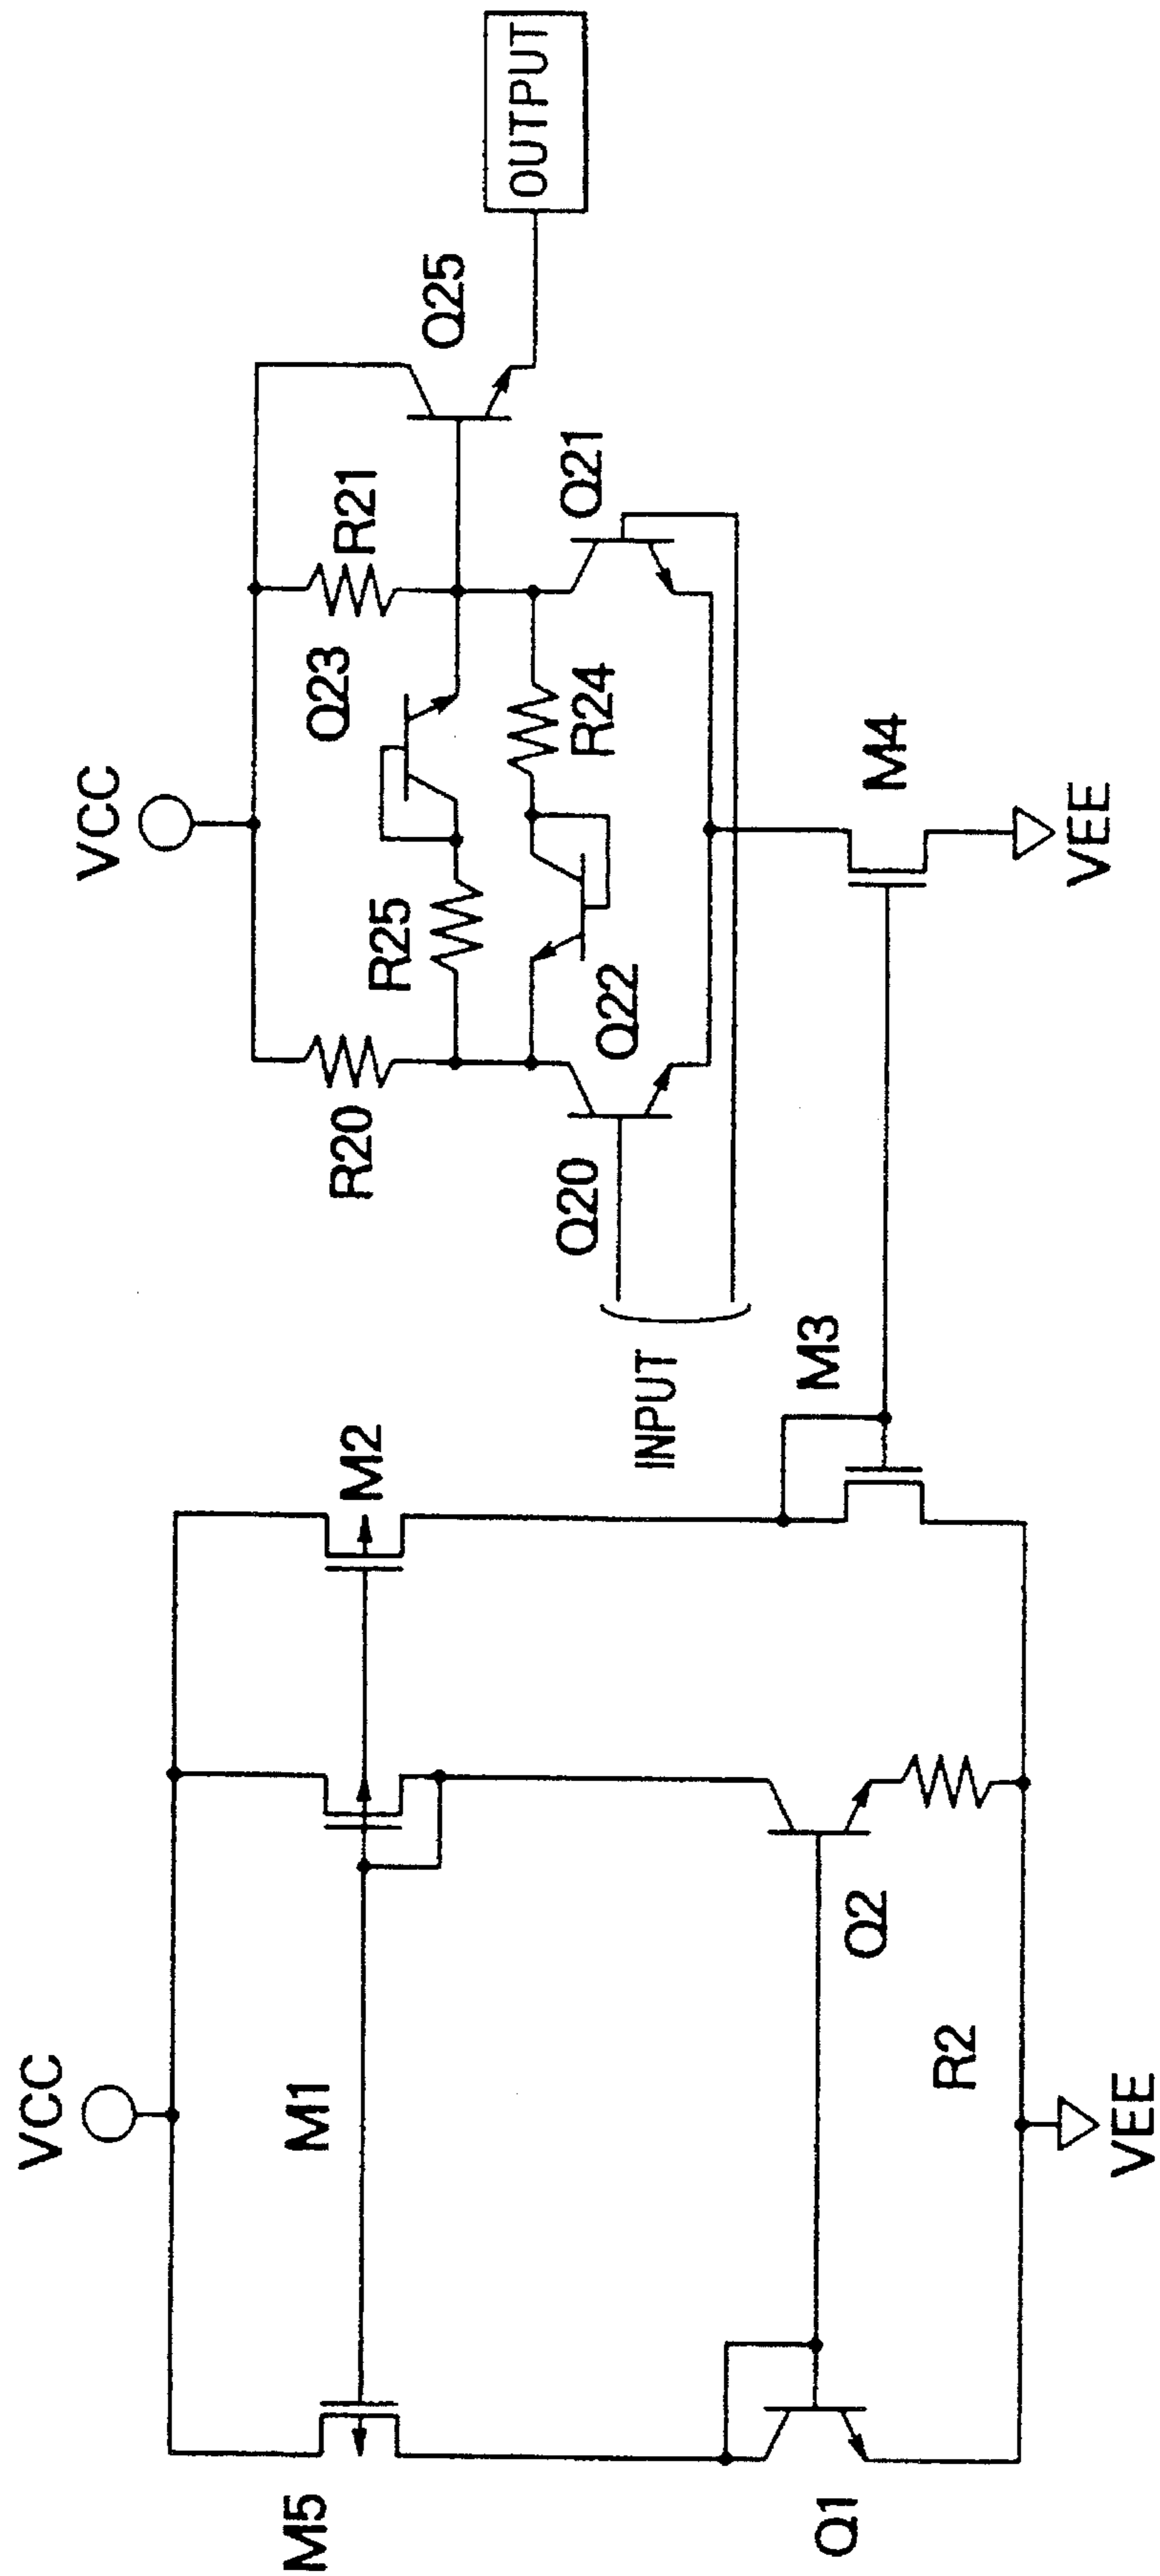 VCC
M5
M1
M2
Q1
Q2
R2
VEE
M3
VCC
R20
R21
R25
Q23
Q22
R24
Q20
Q21
Q25
INPUT
OUTPUT
M4
VEE